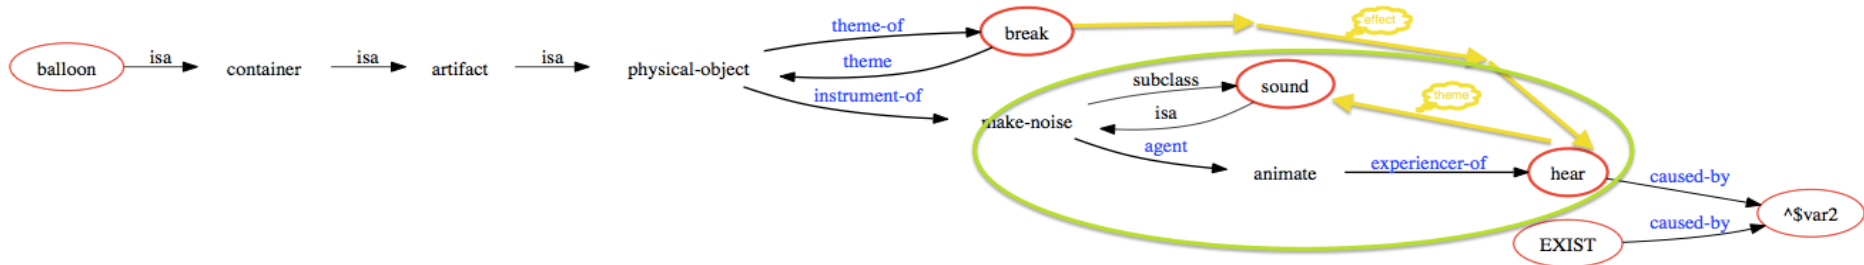 balloon
isa
container
isa
artifact
isa
physical-object
theme-of
theme
instrument-of
break
effect
make-noise
subclass
isa
sound
theme
agent
animate
experiencer-of
hear
caused-by
EXIST
caused-by
^$var2